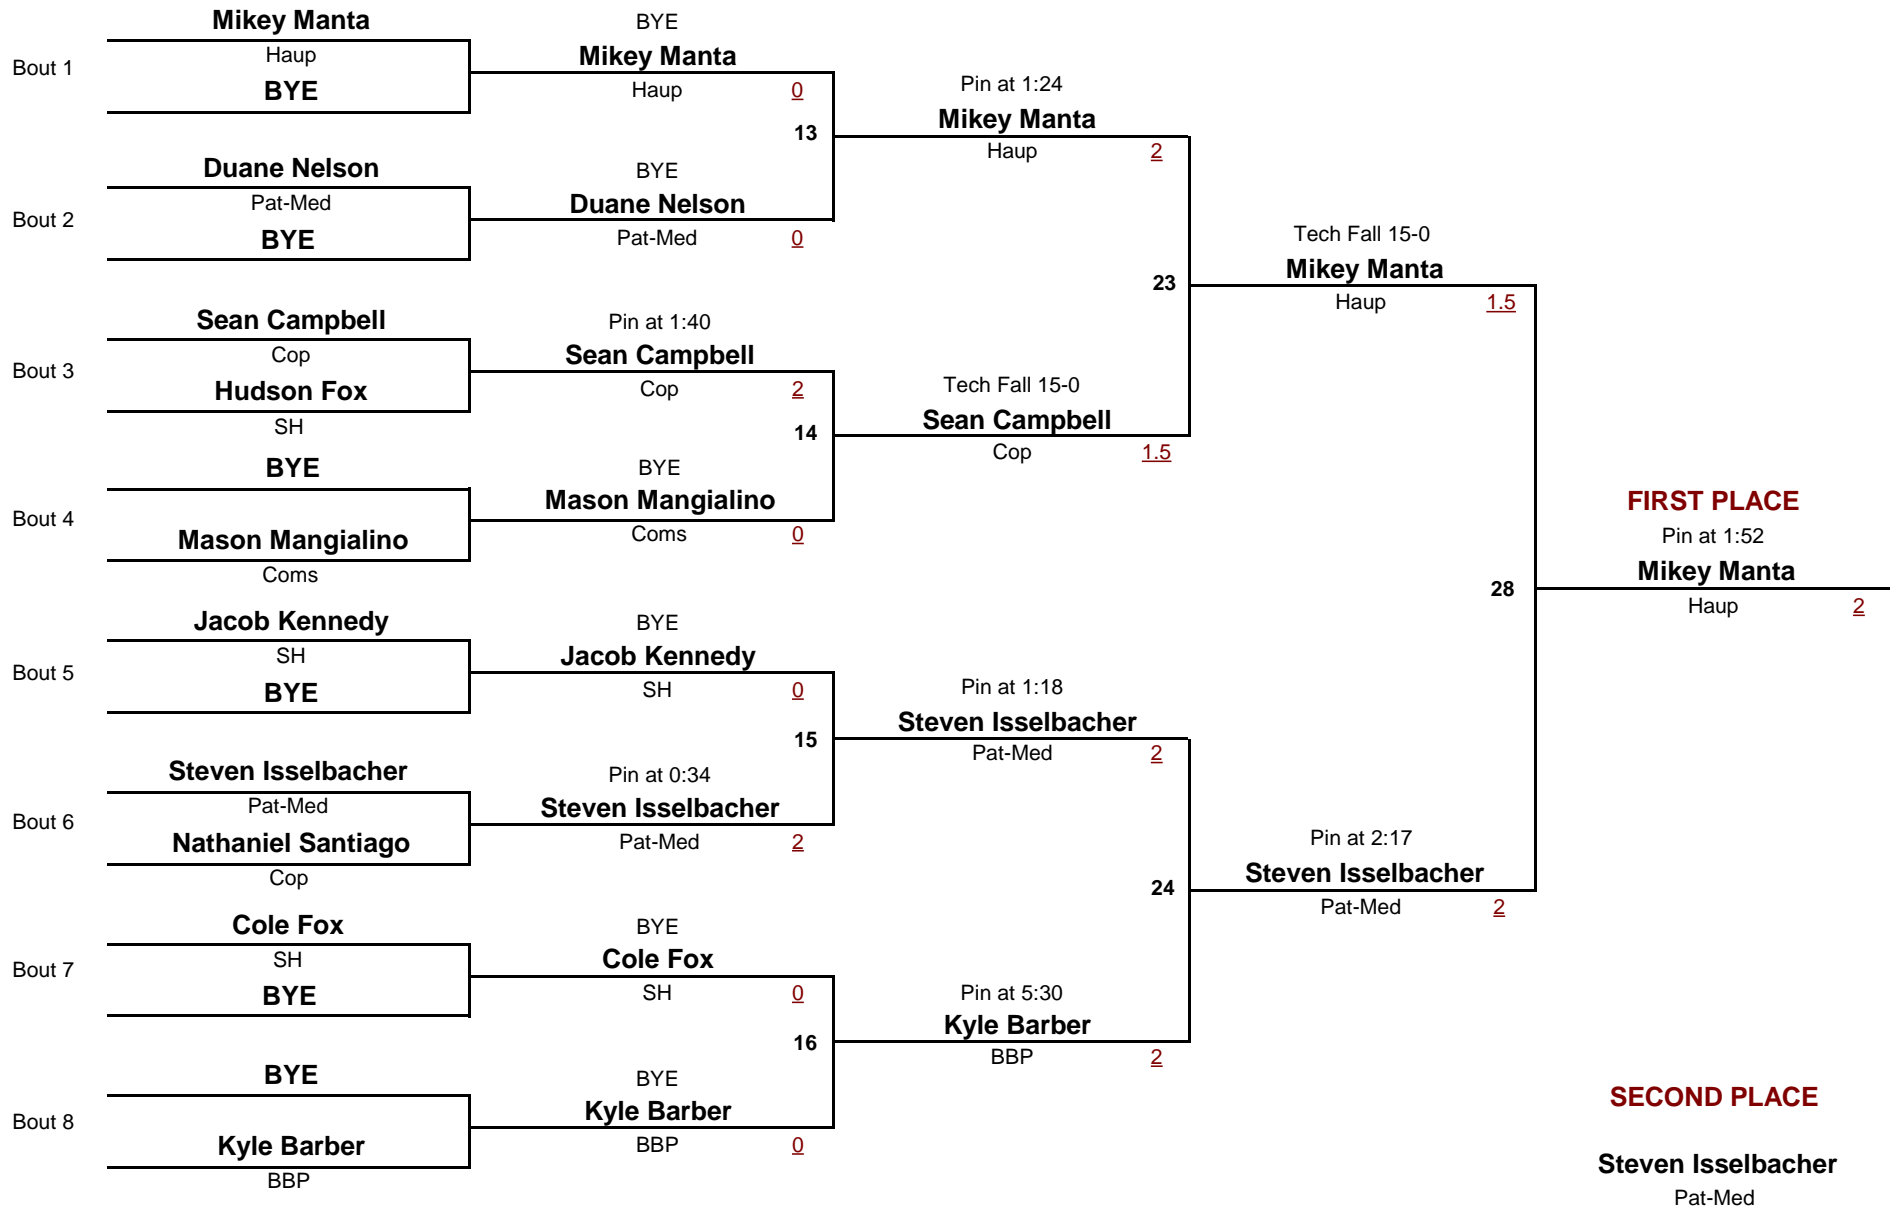 Bout 1
Mikey Manta
Haup
BYE
Bout 2
Duane Nelson
Pat-Med
BYE
Bout 3
Sean Campbell
Cop
Hudson Fox
SH
Bout 4
BYE
Mason Mangialino
Coms
Bout 5
Jacob Kennedy
SH
BYE
Bout 6
Steven Isselbacher
Pat-Med
Nathaniel Santiago
Cop
Bout 7
Cole Fox
SH
BYE
Bout 8
BYE
Kyle Barber
BBP
BYE
Mikey Manta
Haup 0
13
BYE
Duane Nelson
Pat-Med 0
Pin at 1:40
Sean Campbell
Cop 2
14
BYE
Mason Mangialino
Coms 0
BYE
Jacob Kennedy
SH 0
15
Pin at 0:34
Steven Isselbacher
Pat-Med 2
BYE
Cole Fox
SH 0
16
BYE
Kyle Barber
BBP 0
Pin at 1:24
Mikey Manta
Haup 2
23
Tech Fall 15-0
Sean Campbell
Cop 1.5
Pin at 1:18
Steven Isselbacher
Pat-Med 2
24
Pin at 5:30
Kyle Barber
BBP 2
Tech Fall 15-0
Mikey Manta
Haup 1.5
28
Pin at 2:17
Steven Isselbacher
Pat-Med 2
FIRST PLACE
Pin at 1:52
Mikey Manta
Haup 2
SECOND PLACE
Steven Isselbacher
Pat-Med